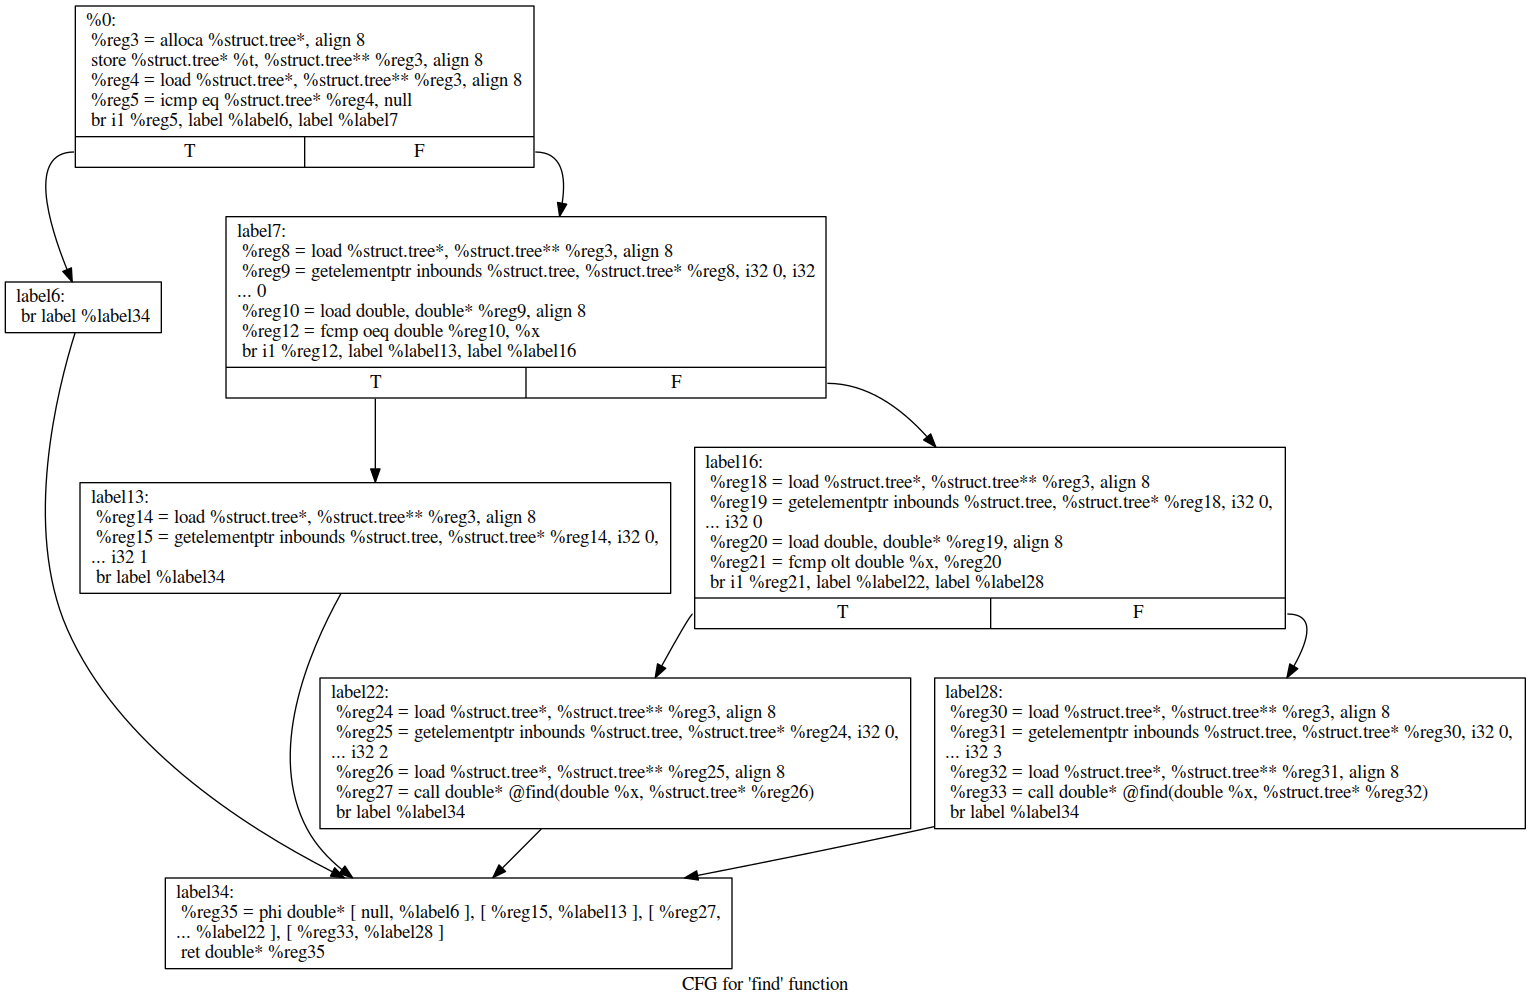 %0:
%reg3 = alloca %struct.tree*, align 8
store %struct.tree* %t, %struct.tree** %reg3, align 8
%reg4 = load %struct.tree*, %struct.tree** %reg3, align 8
%reg5 = icmp eq %struct.tree* %reg4, null
br i1 %reg5, label %label6, label %label7
T
F
label7:
%reg8 = load %struct.tree*, %struct.tree** %reg3, align 8
%reg9 = getelementptr inbounds %struct.tree, %struct.tree* %reg8, i32 0, i32
... 0
%reg10 = load double, double* %reg9, align 8
%reg12 = fcmp oeq double %reg10, %x
br i1 %reg12, label %label13, label %label16
T
F
label6:
br label %label34
label13:
%reg14 = load %struct.tree*, %struct.tree** %reg3, align 8
%reg15 = getelementptr inbounds %struct.tree, %struct.tree* %reg14, i32 0,
... i32 1
br label %label34
label16:
%reg18 = load %struct.tree*, %struct.tree** %reg3, align 8
%reg19 = getelementptr inbounds %struct.tree, %struct.tree* %reg18, i32 0,
... i32 0
%reg20 = load double, double* %reg19, align 8
%reg21 = fcmp olt double %x, %reg20
br i1 %reg21, label %label22, label %label28
T
F
label22:
%reg24 = load %struct.tree*, %struct.tree** %reg3, align 8
%reg25 = getelementptr inbounds %struct.tree, %struct.tree* %reg24, i32 0,
... i32 2
%reg26 = load %struct.tree*, %struct.tree** %reg25, align 8
%reg27 = call double* @find(double %x, %struct.tree* %reg26)
br label %label34
label28:
%reg30 = load %struct.tree*, %struct.tree** %reg3, align 8
%reg31 = getelementptr inbounds %struct.tree, %struct.tree* %reg30, i32 0,
... i32 3
%reg32 = load %struct.tree*, %struct.tree** %reg31, align 8
%reg33 = call double* @find(double %x, %struct.tree* %reg32)
br label %label34
label34:
%reg35 = phi double* [ null, %label6 ], [ %reg15, %label13 ], [ %reg27,
... %label22 ], [ %reg33, %label28 ]
ret double* %reg35
CFG for 'find' function